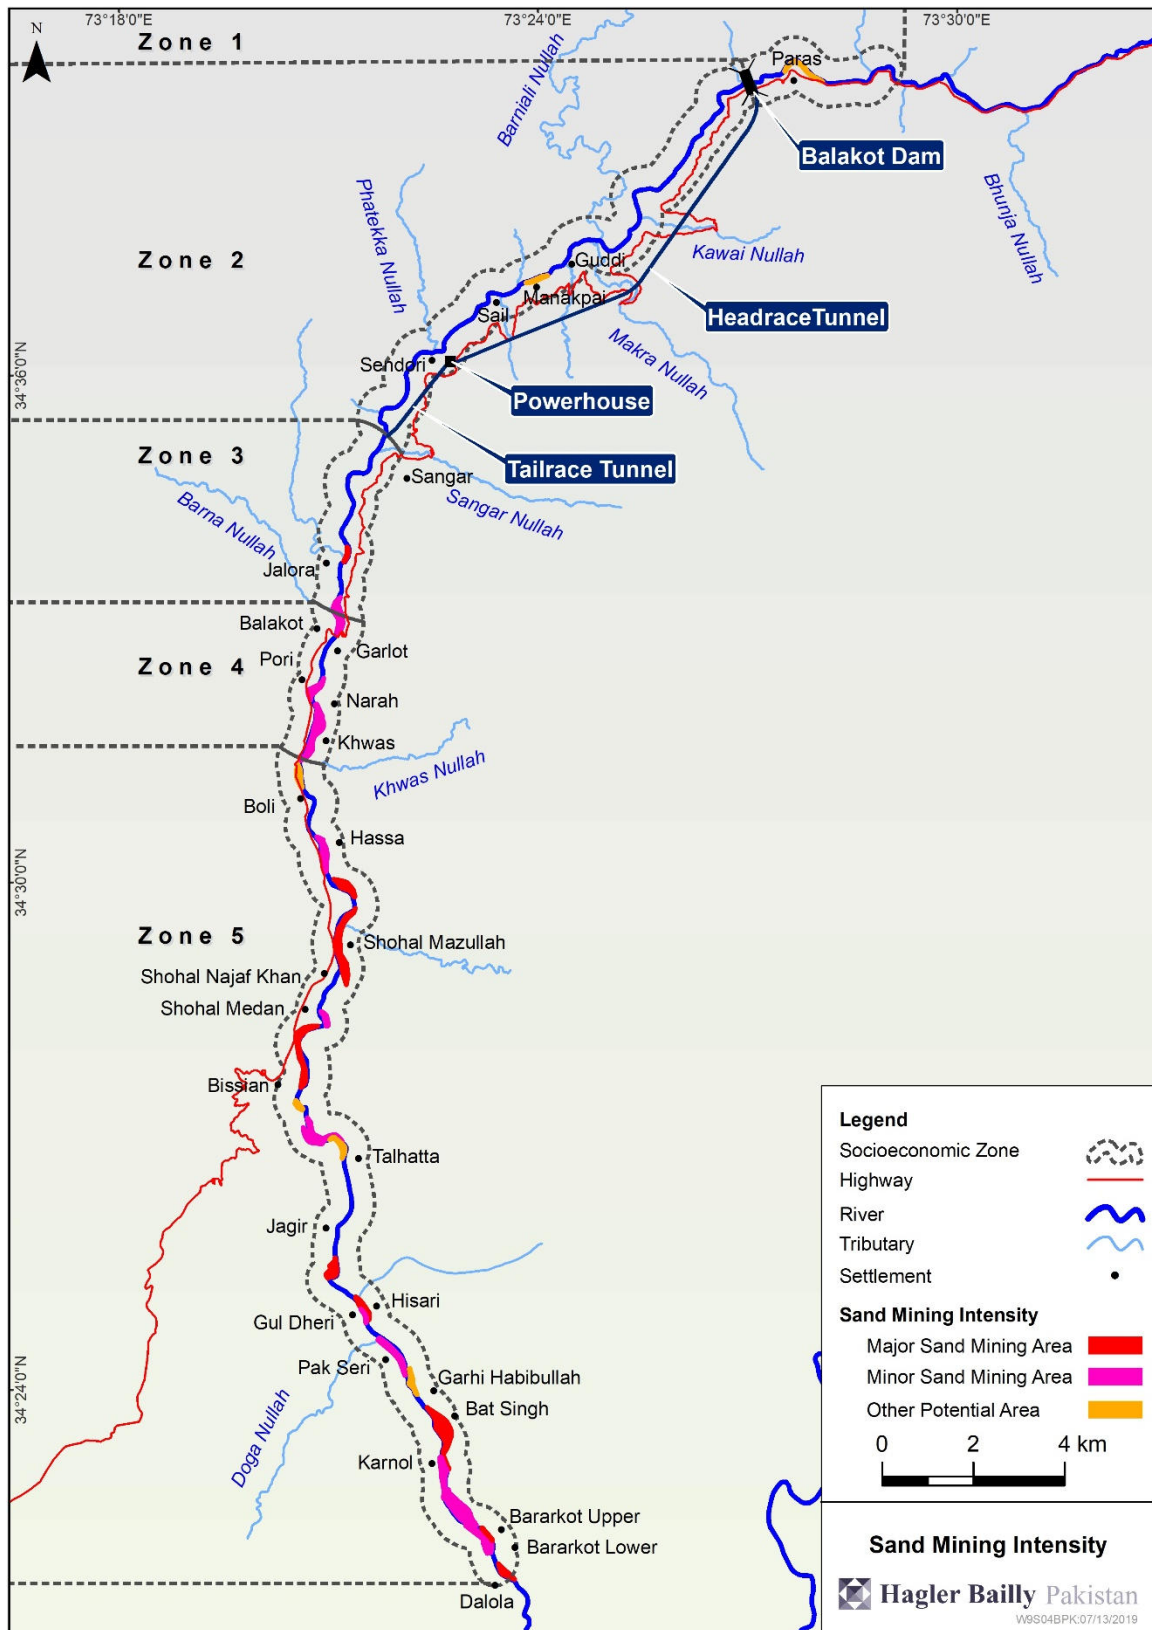 73°18'0"E
73°24'0"E
73°30'0"E
N
Zone 1
Paras
Barniali Nullah
Balakot Dam
Phatekka Nullah
Bhunja Nullah
Zone 2
Guddi
Kawai Nullah
Manakpai
Sail
HeadraceTunnel
Makra Nullah
Sendori
34°36'0"N
Powerhouse
Zone 3
Tailrace Tunnel
Sangar
Sangar Nullah
Barna Nullah
Jalora
Balakot
Garlot
Pori
Zone 4
Narah
Khwas
Khwas Nullah
Boli
Hassa
34°30'0"N
Zone 5
Shohal Mazullah
Shohal Najaf Khan
Shohal Medan
Bissian
Talhatta
Jagir
Hisari
Gul Dheri
Pak Seri
Garhi Habibullah
34°24'0"N
Bat Singh
Doga Nullah
Karnol
Bararkot Upper
Bararkot Lower
Dalola
Legend
Socioeconomic Zone
Highway
River
Tributary
Settlement
Sand Mining Intensity
Major Sand Mining Area
Minor Sand Mining Area
Other Potential Area
0 2 4 km
Sand Mining Intensity
Hagler Bailly Pakistan
W9S04BPK:07/13/2019